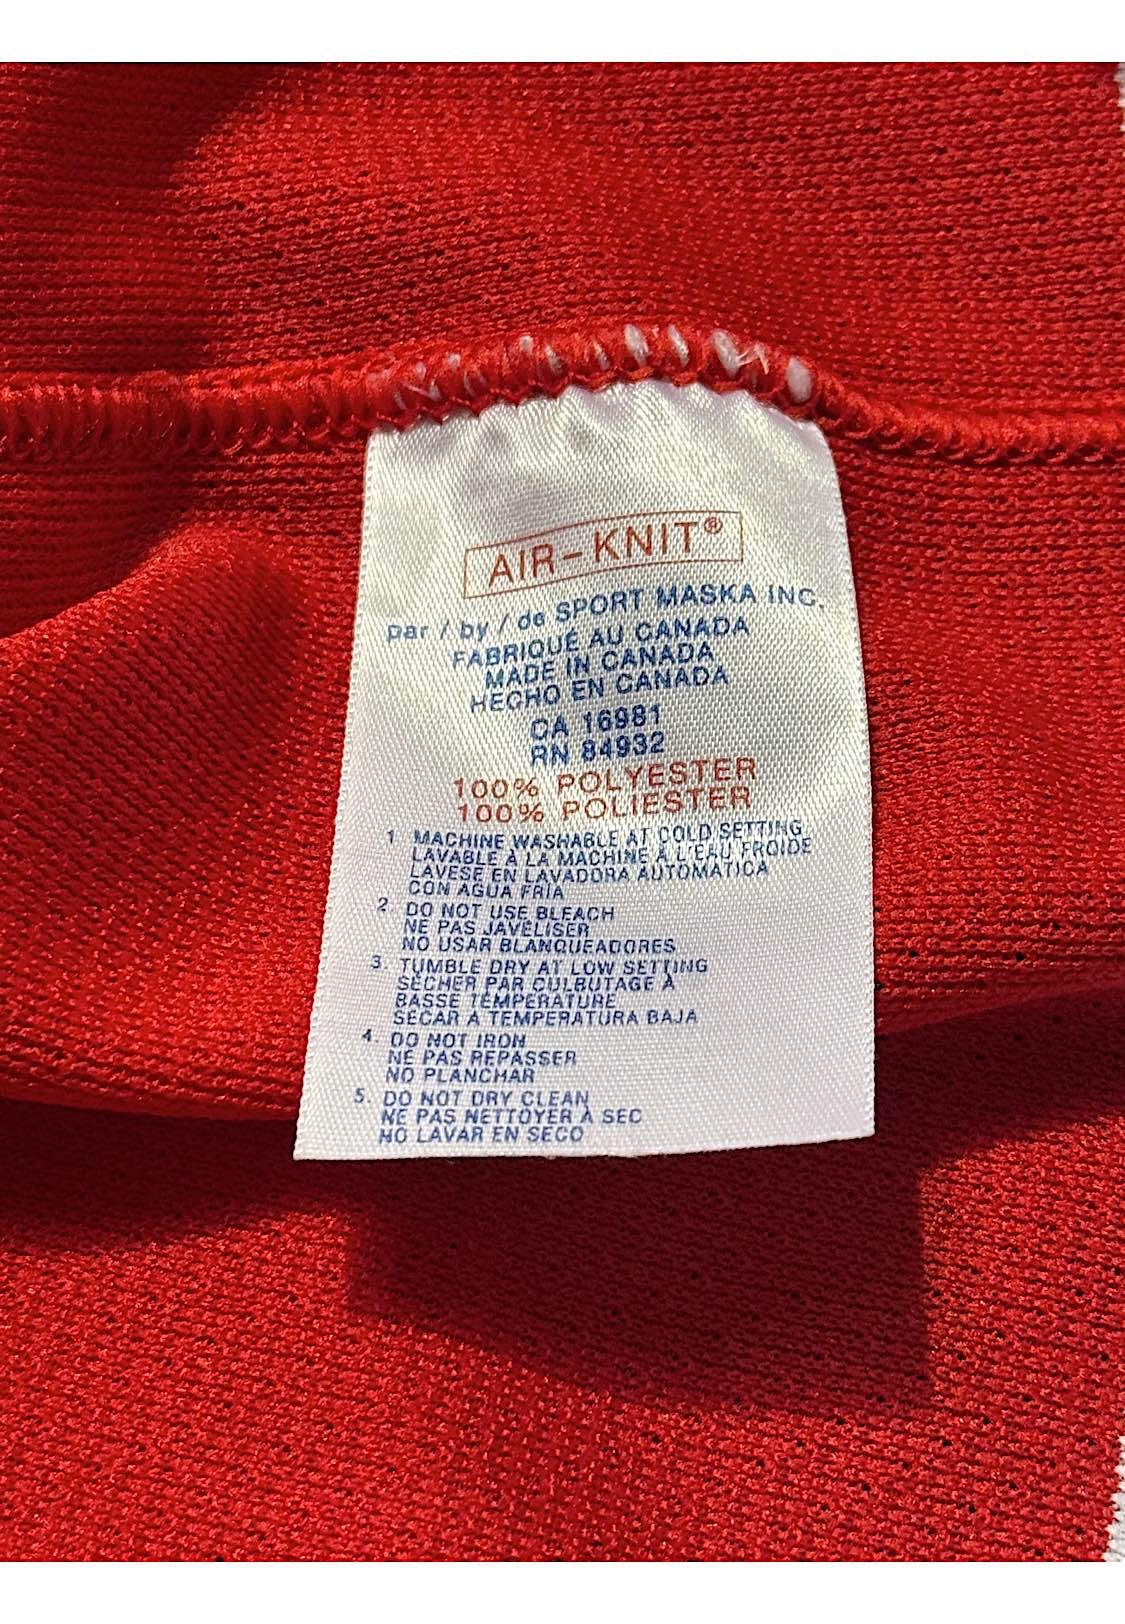 AIR-KNIT®
par / by / de SPORT MASKA INC.
FABRIQUÉ AU CANADA
MADE IN CANADA
HECHO EN CANADA
CA 16981
RN 84932
100% POLYESTER
100% POLIESTER
1 MACHINE WASHABLE AT COLD SETTING
LAVABLE À LA MACHINE À L'EAU FROIDE
LAVESE EN LAVADORA AUTOMATICA
CON AGUA FRIA
2. DO NOT USE BLEACH
NE PAS JAVÉLISER
NO USAR BLANQUEADORES
3. TUMBLE DRY AT LOW SETTING
SÉCHER PAR CULBUTAGE À
BASSE TEMPÉRATURE
SECAR A TEMPERATURA BAJA
4. DO NOT IRON
NE PAS REPASSER
NO PLANCHAR
5. DO NOT DRY CLEAN
NE PAS NETTOYER À SEC
NO LAVAR EN SECO